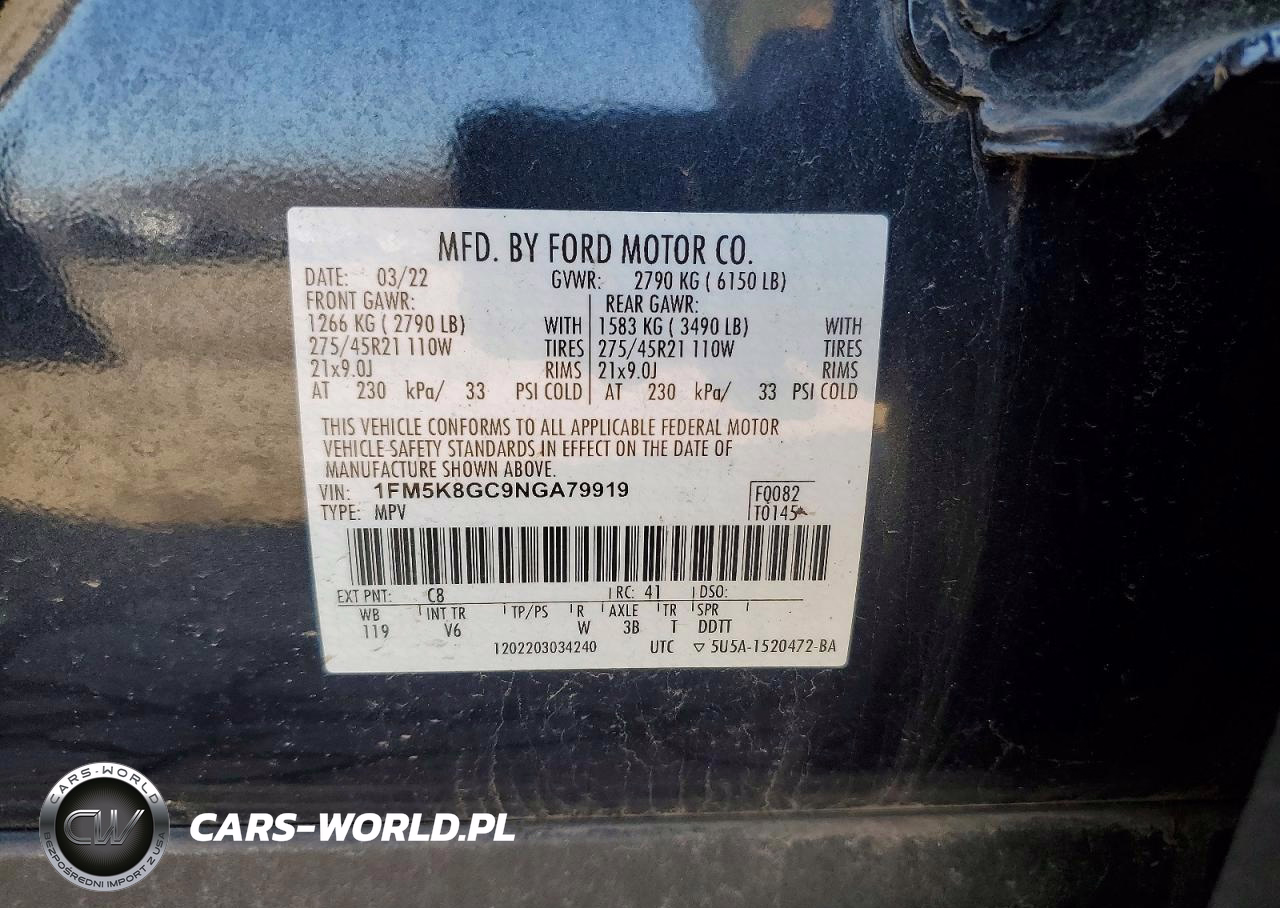 MFD. BY FORD MOTOR CO.
DATE: 03/22 GVWR: 2790 KG ( 6150 LB)
FRONT GAWR: REAR GAWR:
1266 KG ( 2790 LB) WITH 1583 KG ( 3490 LB) WITH
275/45R21 110W TIRES 275/45R21 110W TIRES
21x9.0J RIMS 21x9.0J RIMS
AT 230 kPa/ 33 PSI COLD AT 230 kPa/ 33 PSI COLD
THIS VEHICLE CONFORMS TO ALL APPLICABLE FEDERAL MOTOR
VEHICLE-SAFETY STANDARDS IN EFFECT ON THE DATE OF
MANUFACTURE SHOWN ABOVE.
VIN: 1FM5K8GC9NGA79919 F0082
TYPE: MPV T0145
EXT PNT: C8 RC: 41 DSO:
WB INT TR TP/PS R AXLE TR SPR
119 V6 W 3B T DDTT
1202203034240 UTC ▽ 5U5A-1520472-BA
CARS-WORLD
CW
BEZPOŚREDNI IMPORT Z USA
CARS-WORLD.PL